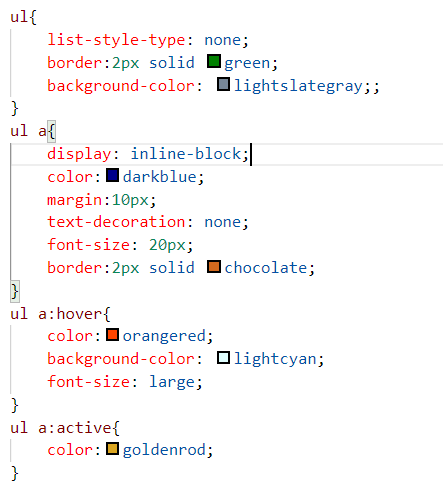 ul{
    list-style-type: none;
    border:2px solid green;
    background-color: lightslategray;;
}
ul a{
    display: inline-block;
    color:darkblue;
    margin:10px;
    text-decoration: none;
    font-size: 20px;
    border:2px solid chocolate;
}
ul a:hover{
    color:orangered;
    background-color: lightcyan;
    font-size: large;
}
ul a:active{
    color:goldenrod;
}